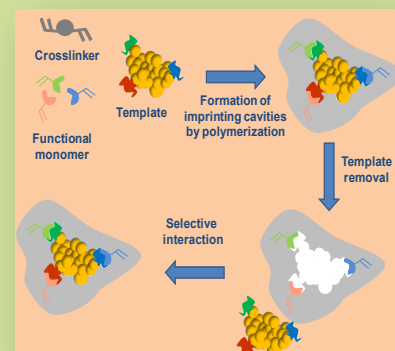 Crosslinker
Functional
monomer
Template
Formation of
imprinting cavities
by polymerization
Template
removal
Selective
interaction